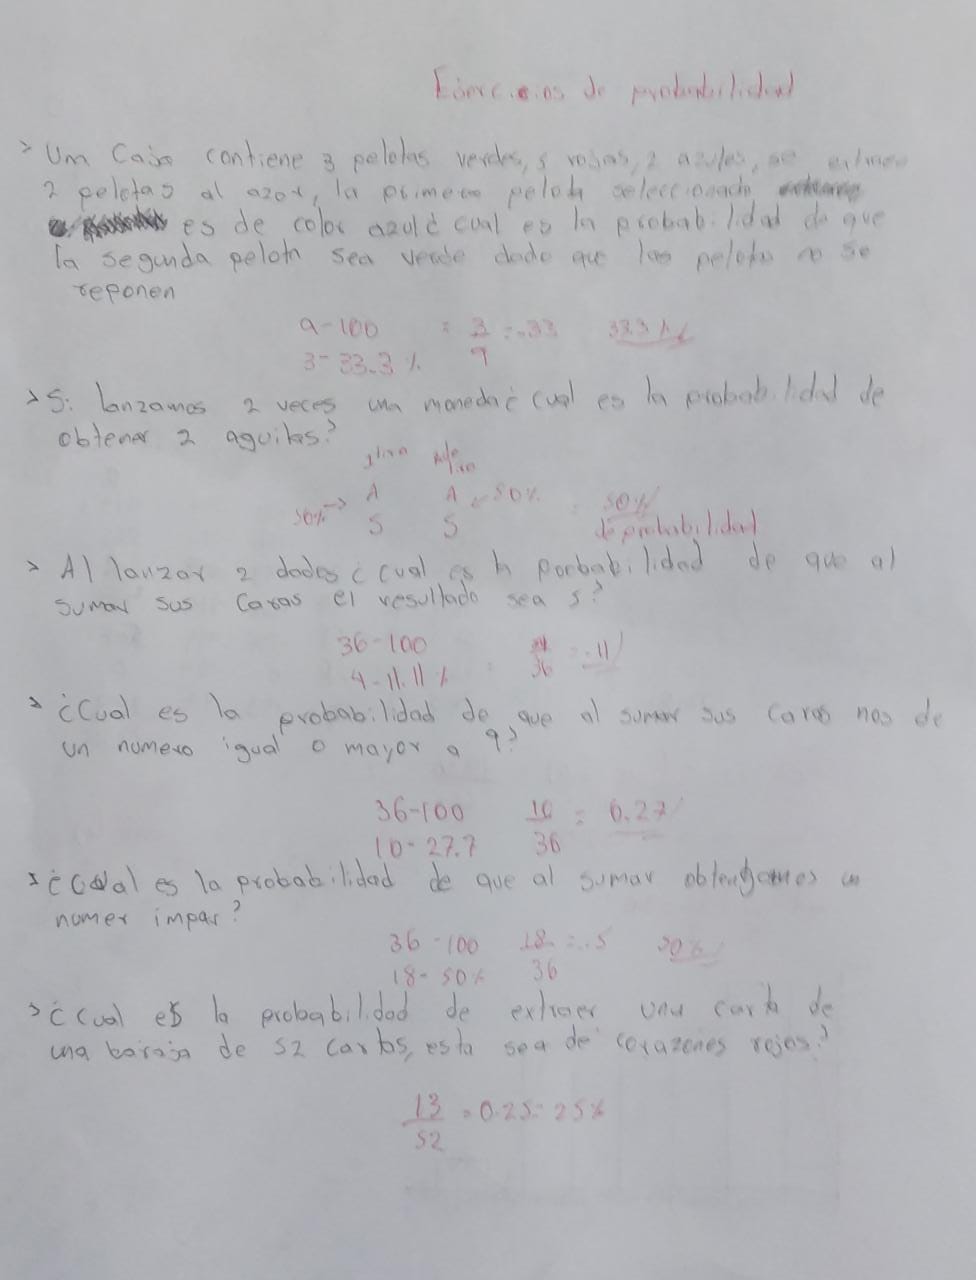 Ejercicios de probabilidad
> Um Caja contiene 3 pelotas verdes, 5 rojas, 2 azules, se extraen
2 pelotas al azar, la primera pelota seleccionada
es de color azul ¿ cual es la probabilidad de que
la segunda pelota sea verde dado que las pelotas no se
reponen
9-100 = 3/9 = .33 33.3%
3- 33.3 %
> Si lanzamos 2 veces una moneda ¿ cual es la probabilidad de
obtener 2 aguilas?
1 tiro
A A - 50%
50% -> S S 50% de probabilidad
> Al lanzar 2 dados ¿ cual es la porbabilidad de que al
sumar sus Caras el resultado sea 5?
36-100 4/36 = .11
4-11.11 %
> ¿Cual es la probabilidad de que al sumar sus caras nos de
un numero igual o mayor a 9?
36-100 10/36 = 0.27
10- 27.7
> ¿Cual es la probabilidad de que al sumar obtengamos un
numer impar?
36-100 18/36 = .5 50%
18- 50%
> ¿Cual es la probabilidad de extraer una carta de
una baraja de 52 cartas, esta sea de corazones rojos?
13/52 = 0.25= 25%